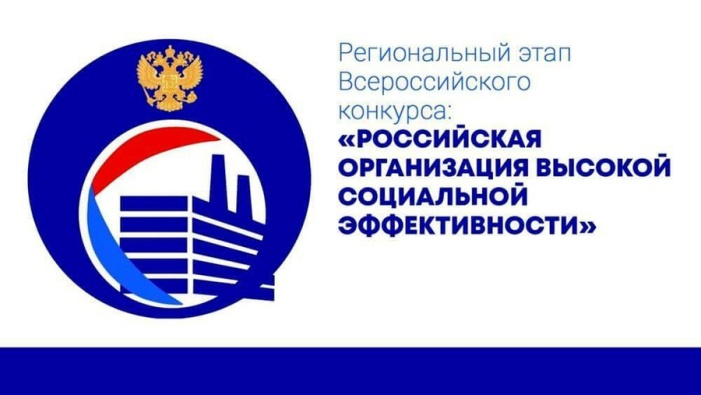 Региональный этап
Всероссийского
конкурса:
«РОССИЙСКАЯ
ОРГАНИЗАЦИЯ ВЫСОКОЙ
СОЦИАЛЬНОЙ
ЭФФЕКТИВНОСТИ»